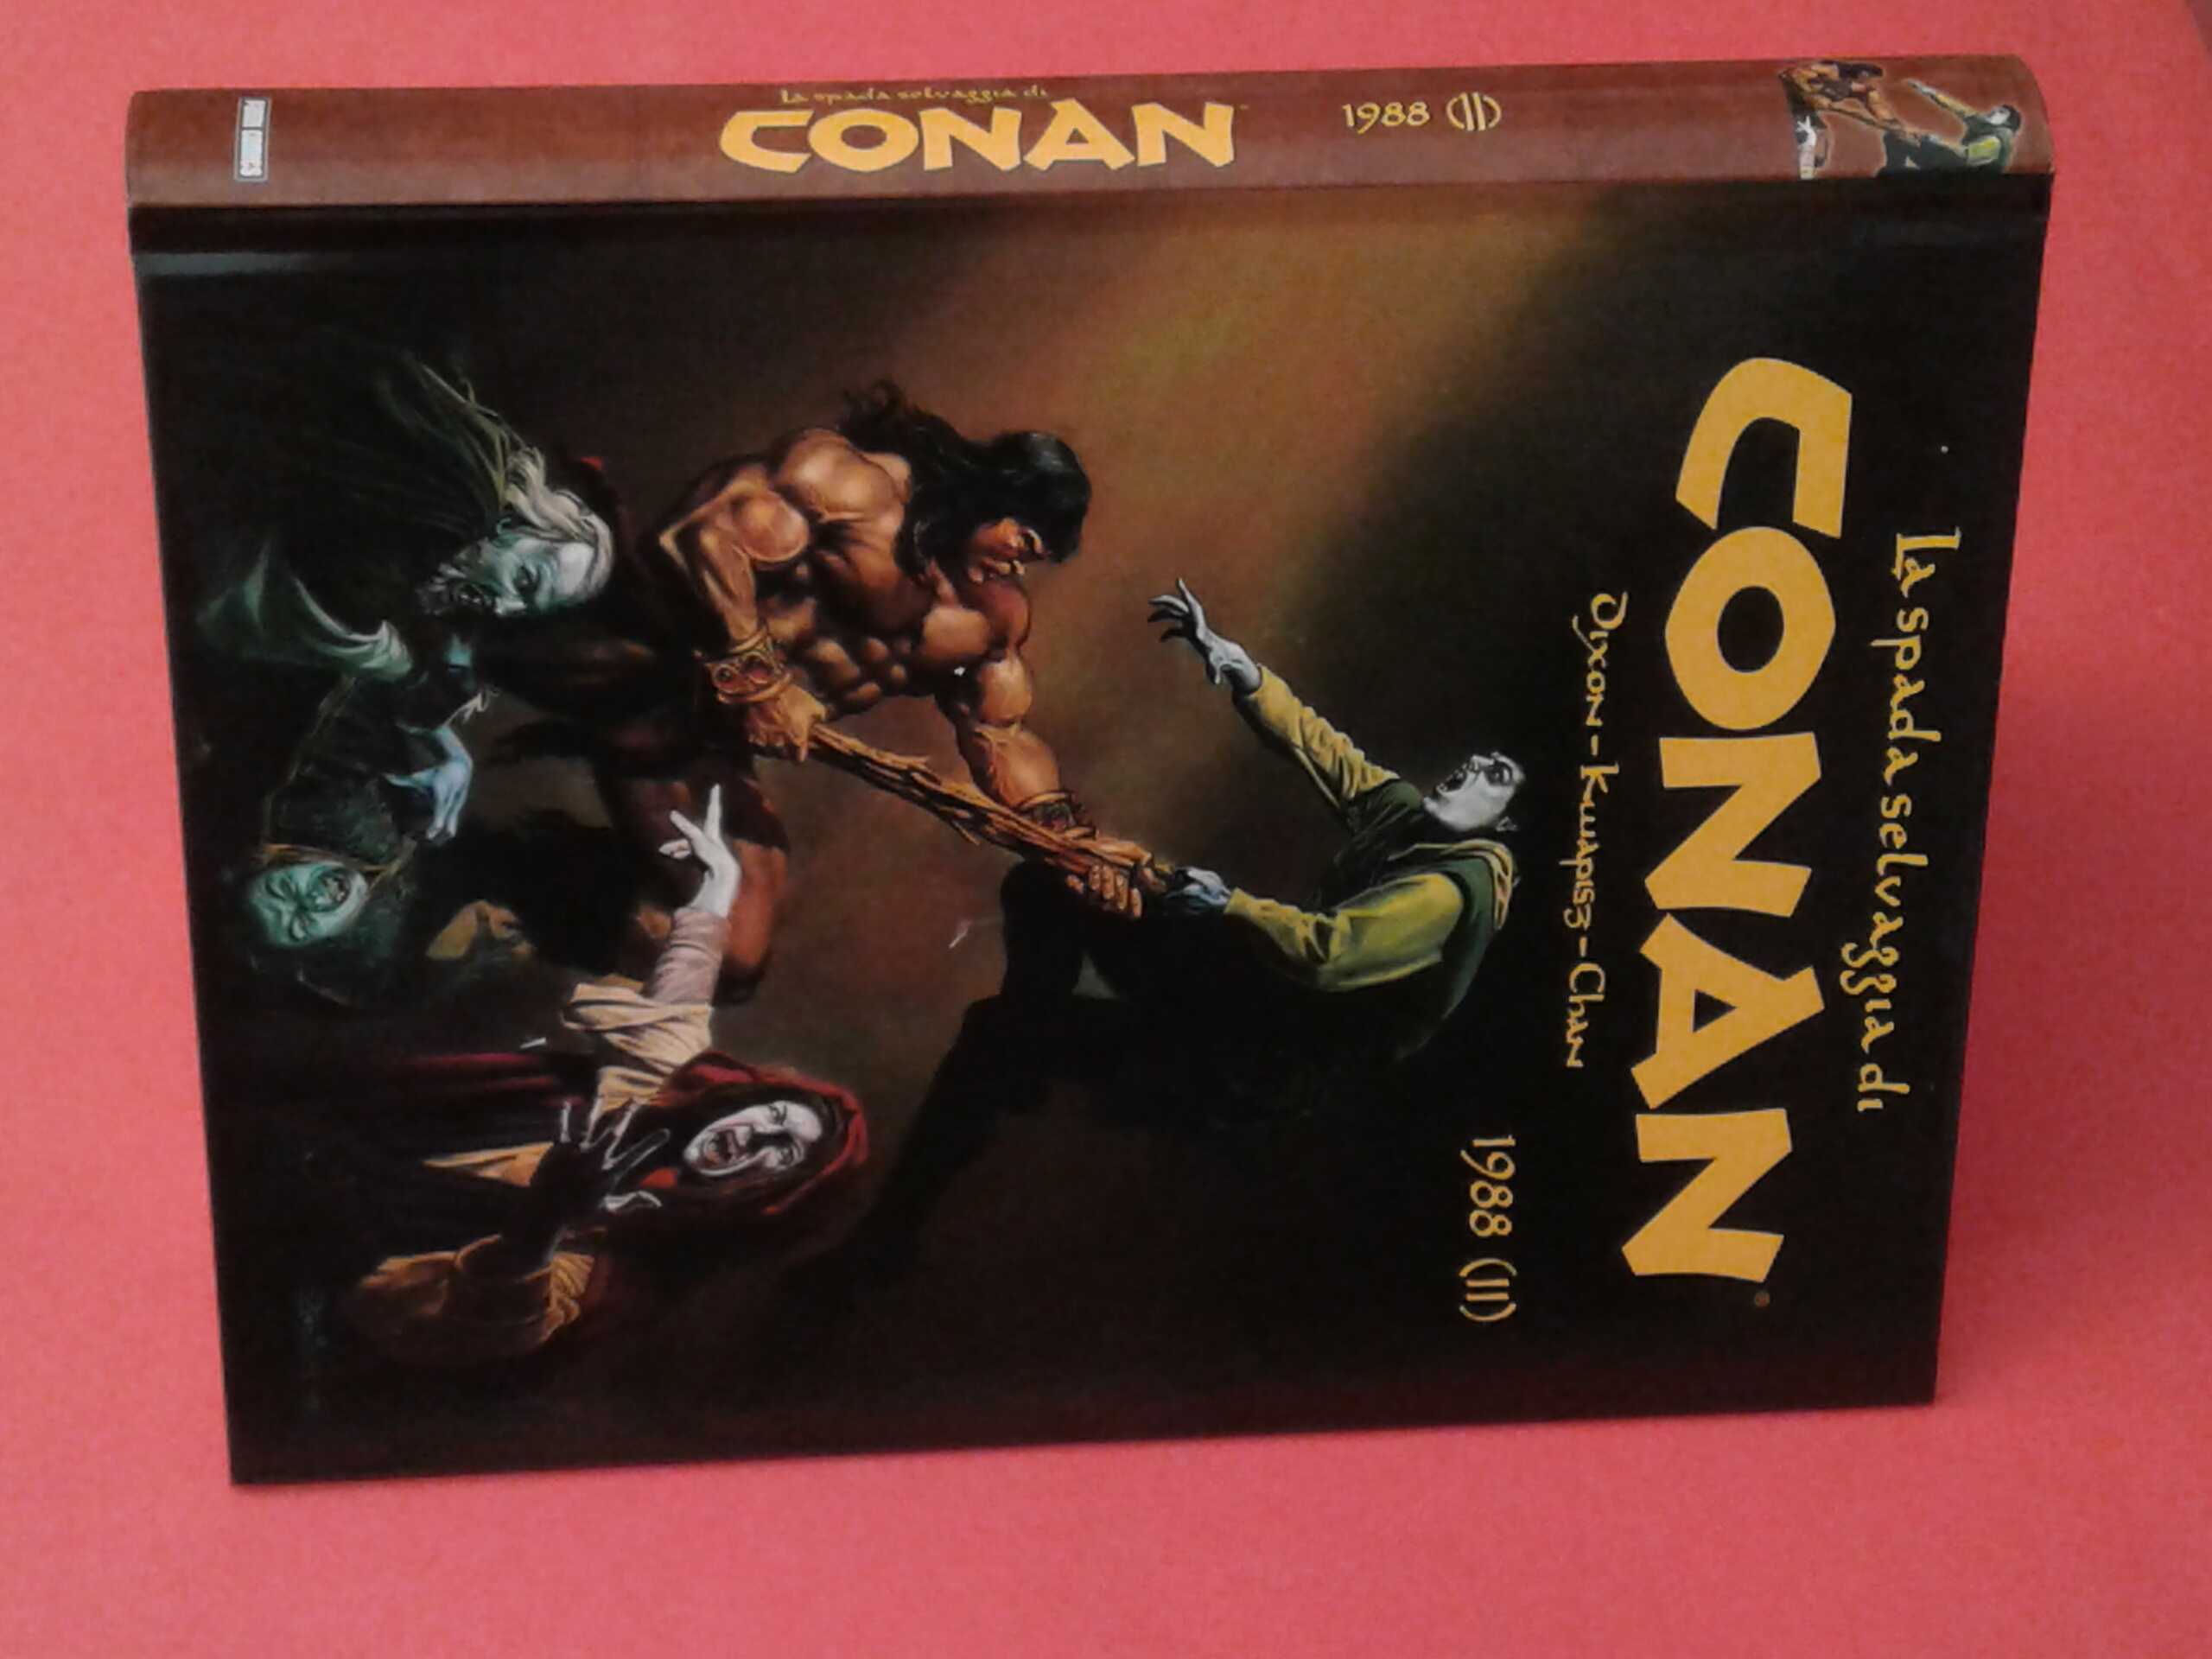 La spada selvaggia di
CONAN
1988 (II)
La spada selvaggia di
CONAN®
Dixon - Kwapisz - Chan
1988 (II)